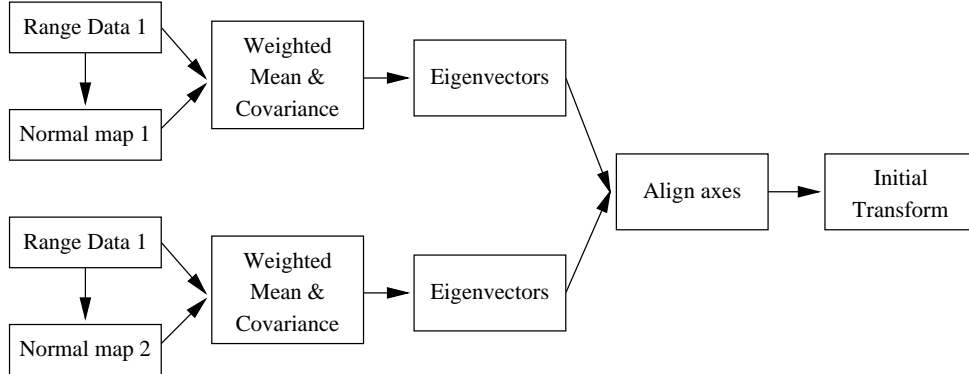 Range Data 1
Normal map 1
Weighted
Mean &
Covariance
Eigenvectors
Range Data 1
Normal map 2
Weighted
Mean &
Covariance
Eigenvectors
Align axes
Initial
Transform